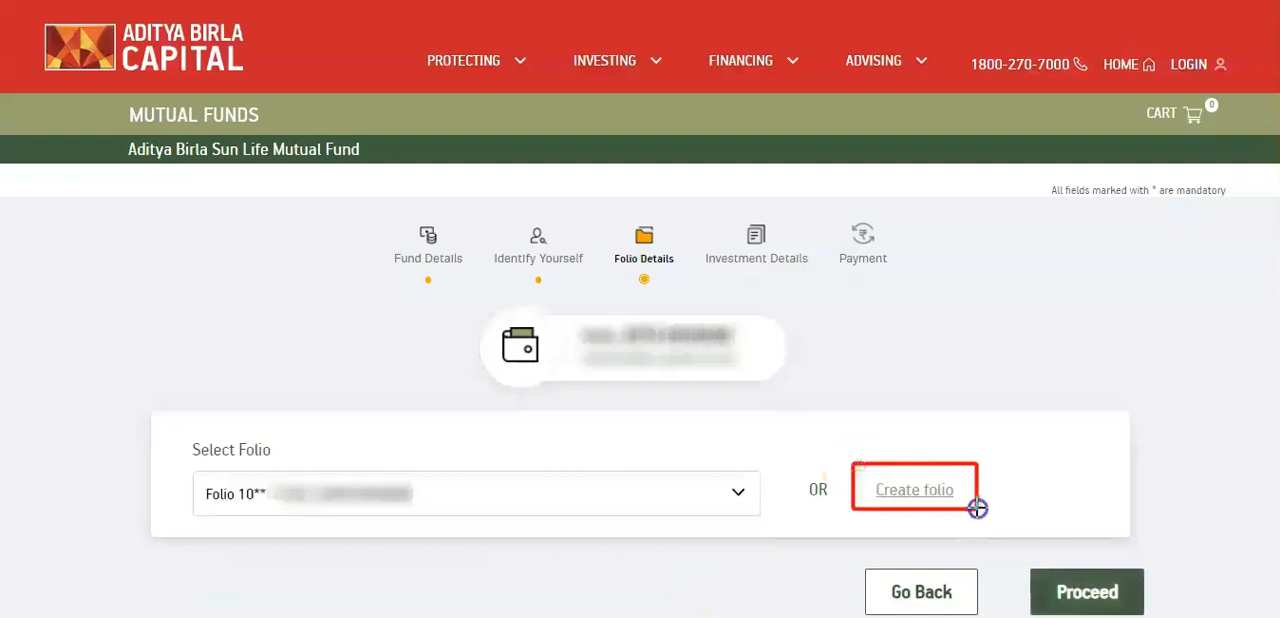 ADITYA BIRLA
CAPITAL
PROTECTING
INVESTING
FINANCING
ADVISING
1800-270-7000
HOME
LOGIN
MUTUAL FUNDS
CART
0
Aditya Birla Sun Life Mutual Fund
All fields marked with * are mandatory
Fund Details
Identify Yourself
Folio Details
Investment Details
Payment
Select Folio
Folio 10**
OR
Create folio
Go Back
Proceed